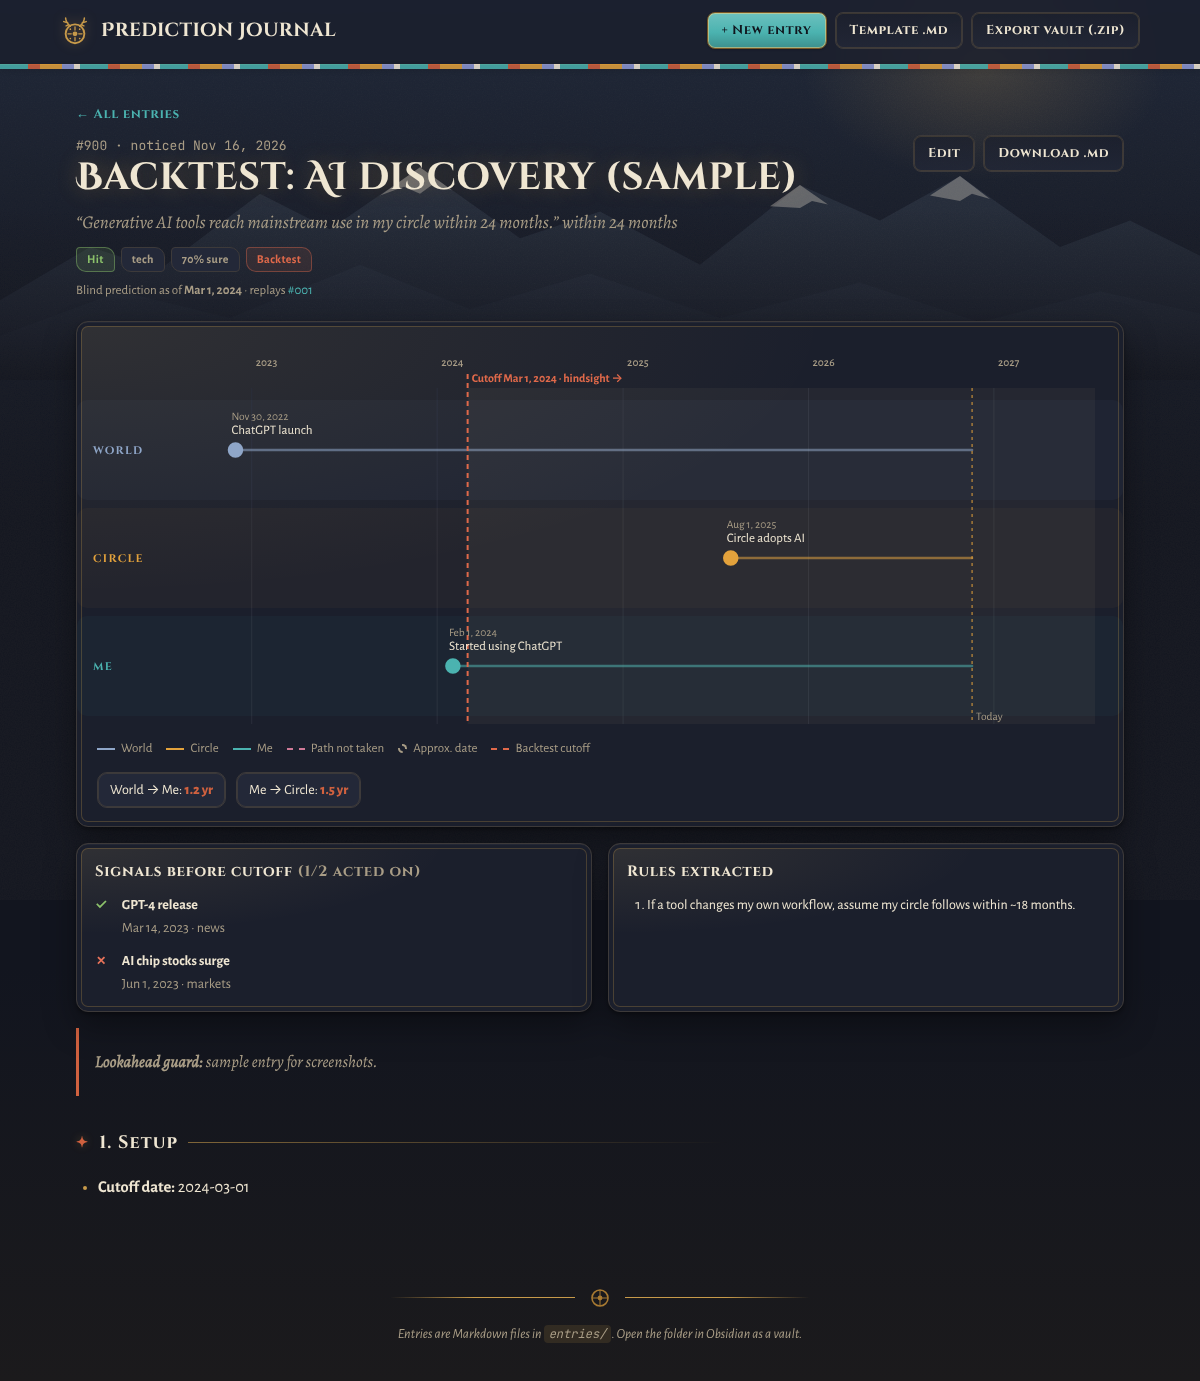 Prediction Journal
+ New entry
Template .md
Export vault (.zip)
← All entries
#900 · noticed Nov 16, 2026
Edit
Download .md
Backtest: AI discovery (sample)
“Generative AI tools reach mainstream use in my circle within 24 months.” within 24 months
Hit
tech
70% sure
Backtest
Blind prediction as of Mar 1, 2024 · replays #001
2023
2024
2025
2026
2027
Cutoff Mar 1, 2024 · hindsight →
Nov 30, 2022
ChatGPT launch
WORLD
Aug 1, 2025
Circle adopts AI
CIRCLE
Feb 1, 2024
Started using ChatGPT
ME
Today
World
Circle
Me
Path not taken
Approx. date
Backtest cutoff
World → Me: 1.2 yr
Me → Circle: 1.5 yr
Signals before cutoff (1/2 acted on)
✓ GPT-4 release
Mar 14, 2023 · news
✕ AI chip stocks surge
Jun 1, 2023 · markets
Rules extracted
1. If a tool changes my own workflow, assume my circle follows within ~18 months.
Lookahead guard: sample entry for screenshots.
1. Setup
• Cutoff date: 2024-03-01
Entries are Markdown files in entries/. Open the folder in Obsidian as a vault.